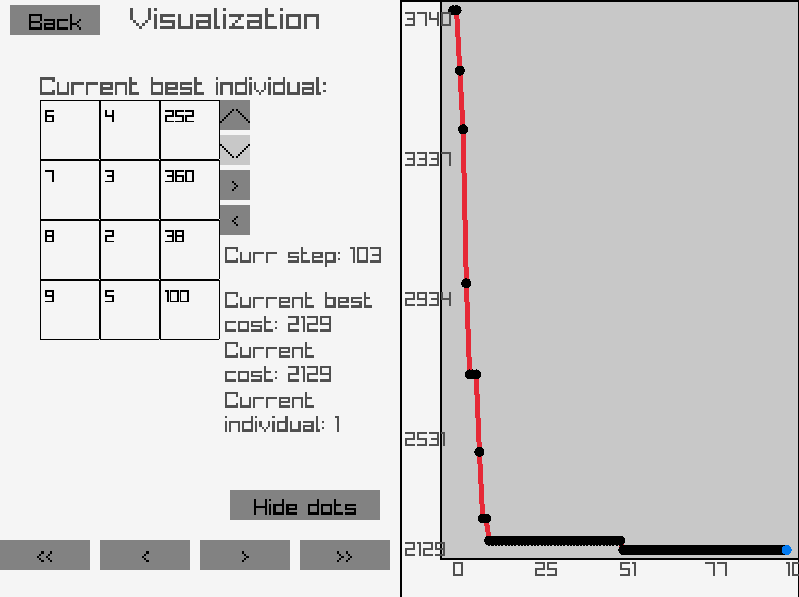 Back
Visualization
Current best individual:
6 4 252
7 3 360
8 2 38
9 5 100
>
<
Curr step: 103
Current best
cost: 2129
Current
cost: 2129
Current
individual: 1
Hide dots
<< < > >>
3740
3337
2934
2531
2129
0 25 51 77 10